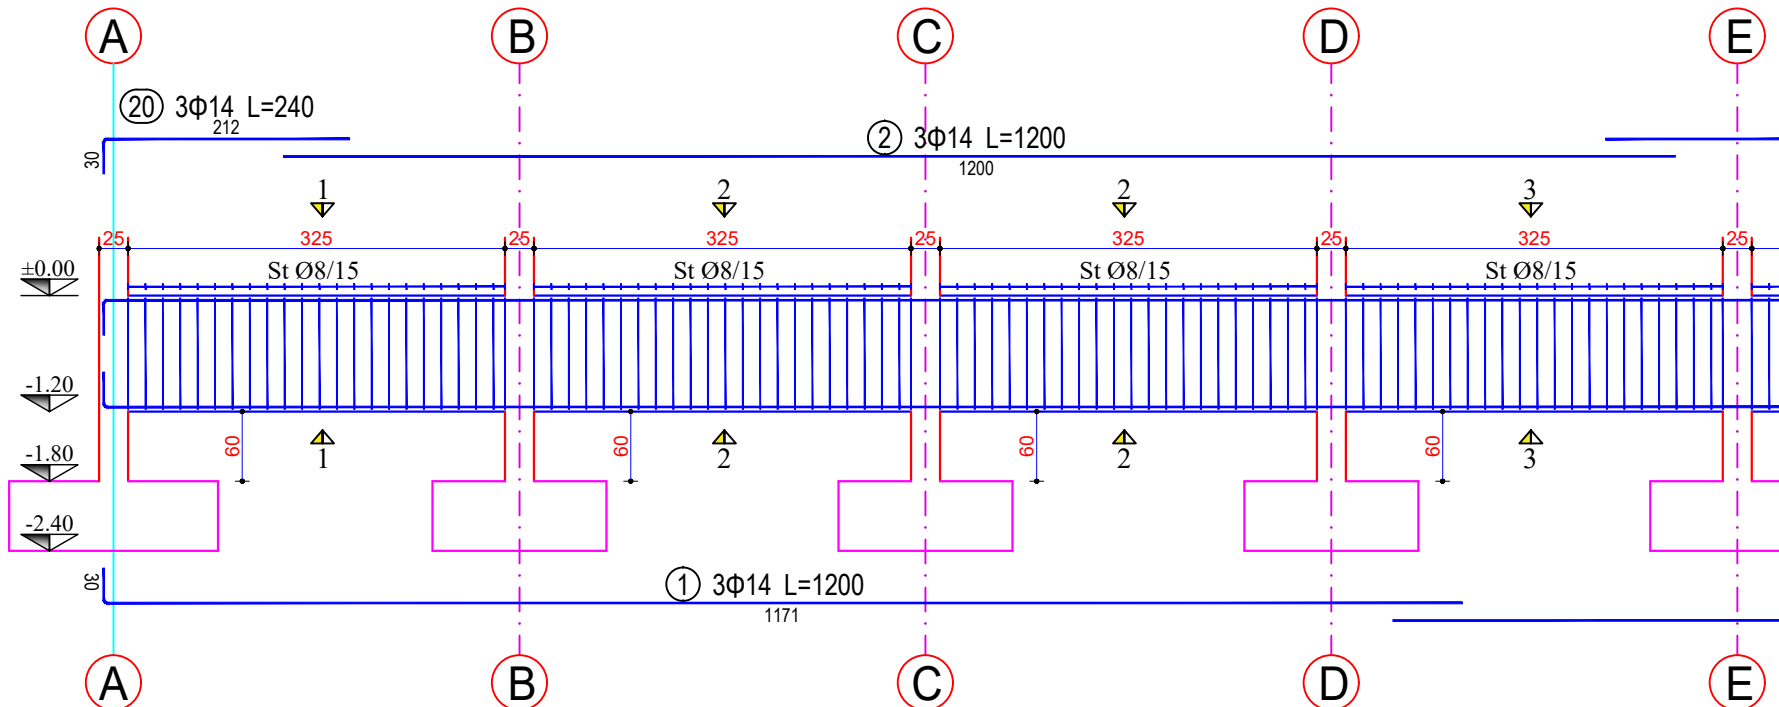 A B C D E
20 3Φ14 L=240
212
30
2 3Φ14 L=1200
1200
1 2 2 3
25 325 25 325 25 325 25 325 25
±0.00
St Ø8/15 St Ø8/15 St Ø8/15 St Ø8/15
-1.20
60 60 60 60
1 2 2 3
-1.80
-2.40
30
1 3Φ14 L=1200
1171
A B C D E